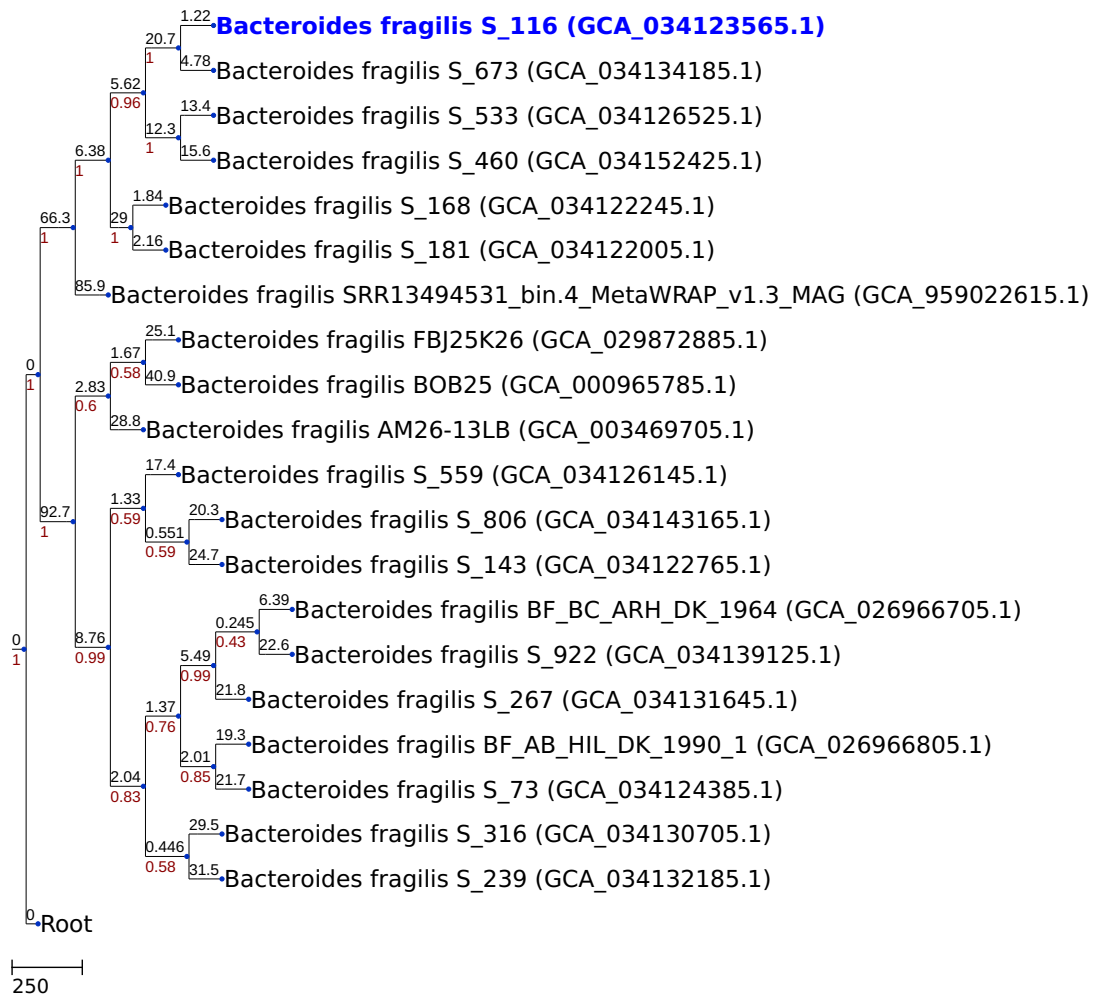 1.22
Bacteroides fragilis S_116 (GCA_034123565.1)
20.7
1
4.78
Bacteroides fragilis S_673 (GCA_034134185.1)
5.62
0.96
13.4
Bacteroides fragilis S_533 (GCA_034126525.1)
12.3
1
15.6
Bacteroides fragilis S_460 (GCA_034152425.1)
6.38
1
1.84
Bacteroides fragilis S_168 (GCA_034122245.1)
29
1
2.16
Bacteroides fragilis S_181 (GCA_034122005.1)
66.3
1
85.9
Bacteroides fragilis SRR13494531_bin.4_MetaWRAP_v1.3_MAG (GCA_959022615.1)
25.1
Bacteroides fragilis FBJ25K26 (GCA_029872885.1)
1.67
0.58
40.9
Bacteroides fragilis BOB25 (GCA_000965785.1)
0
1
2.83
0.6
28.8
Bacteroides fragilis AM26-13LB (GCA_003469705.1)
17.4
Bacteroides fragilis S_559 (GCA_034126145.1)
1.33
0.59
20.3
Bacteroides fragilis S_806 (GCA_034143165.1)
92.7
1
0.551
0.59
24.7
Bacteroides fragilis S_143 (GCA_034122765.1)
6.39
Bacteroides fragilis BF_BC_ARH_DK_1964 (GCA_026966705.1)
0.245
0.43
22.6
Bacteroides fragilis S_922 (GCA_034139125.1)
0
1
8.76
0.99
5.49
0.99
21.8
Bacteroides fragilis S_267 (GCA_034131645.1)
1.37
0.76
19.3
Bacteroides fragilis BF_AB_HIL_DK_1990_1 (GCA_026966805.1)
2.01
0.85
21.7
Bacteroides fragilis S_73 (GCA_034124385.1)
2.04
0.83
29.5
Bacteroides fragilis S_316 (GCA_034130705.1)
0.446
0.58
31.5
Bacteroides fragilis S_239 (GCA_034132185.1)
0
Root
250